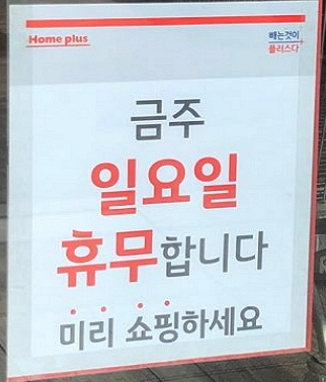 Home plus
빼는것이
플러스다
금주
일요일
휴무합니다
미리 쇼핑하세요